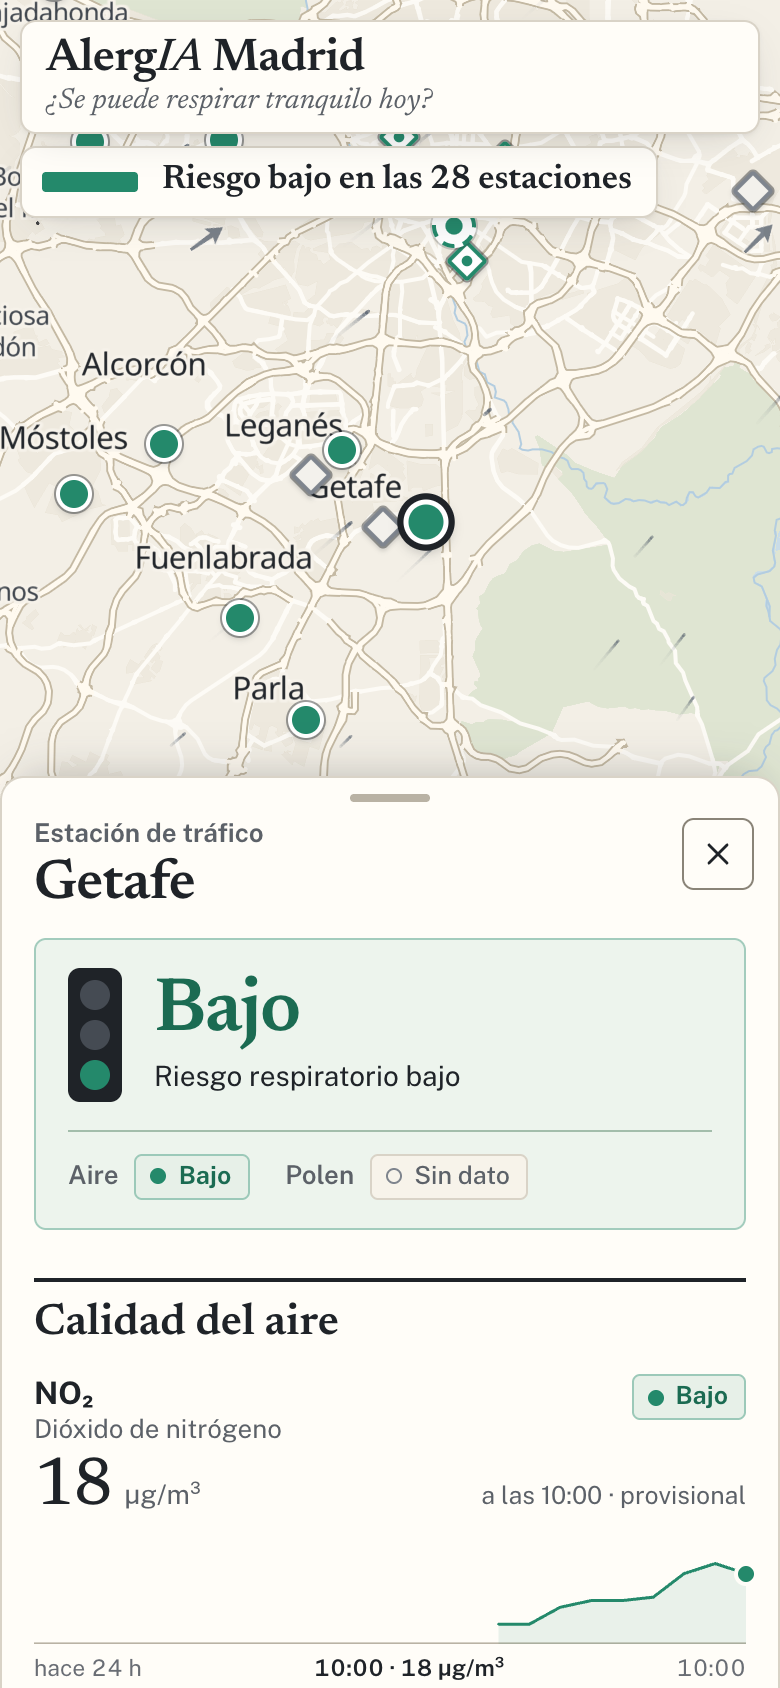 ajadahonda
AlergIA Madrid
¿Se puede respirar tranquilo hoy?
Riesgo bajo en las 28 estaciones
Alcorcón
Leganés
Móstoles
Getafe
Fuenlabrada
Parla
Estación de tráfico
Getafe
Bajo
Riesgo respiratorio bajo
Aire
Bajo
Polen
Sin dato
Calidad del aire
NO₂
Bajo
Dióxido de nitrógeno
18 µg/m³
a las 10:00 · provisional
hace 24 h
10:00 · 18 µg/m³
10:00